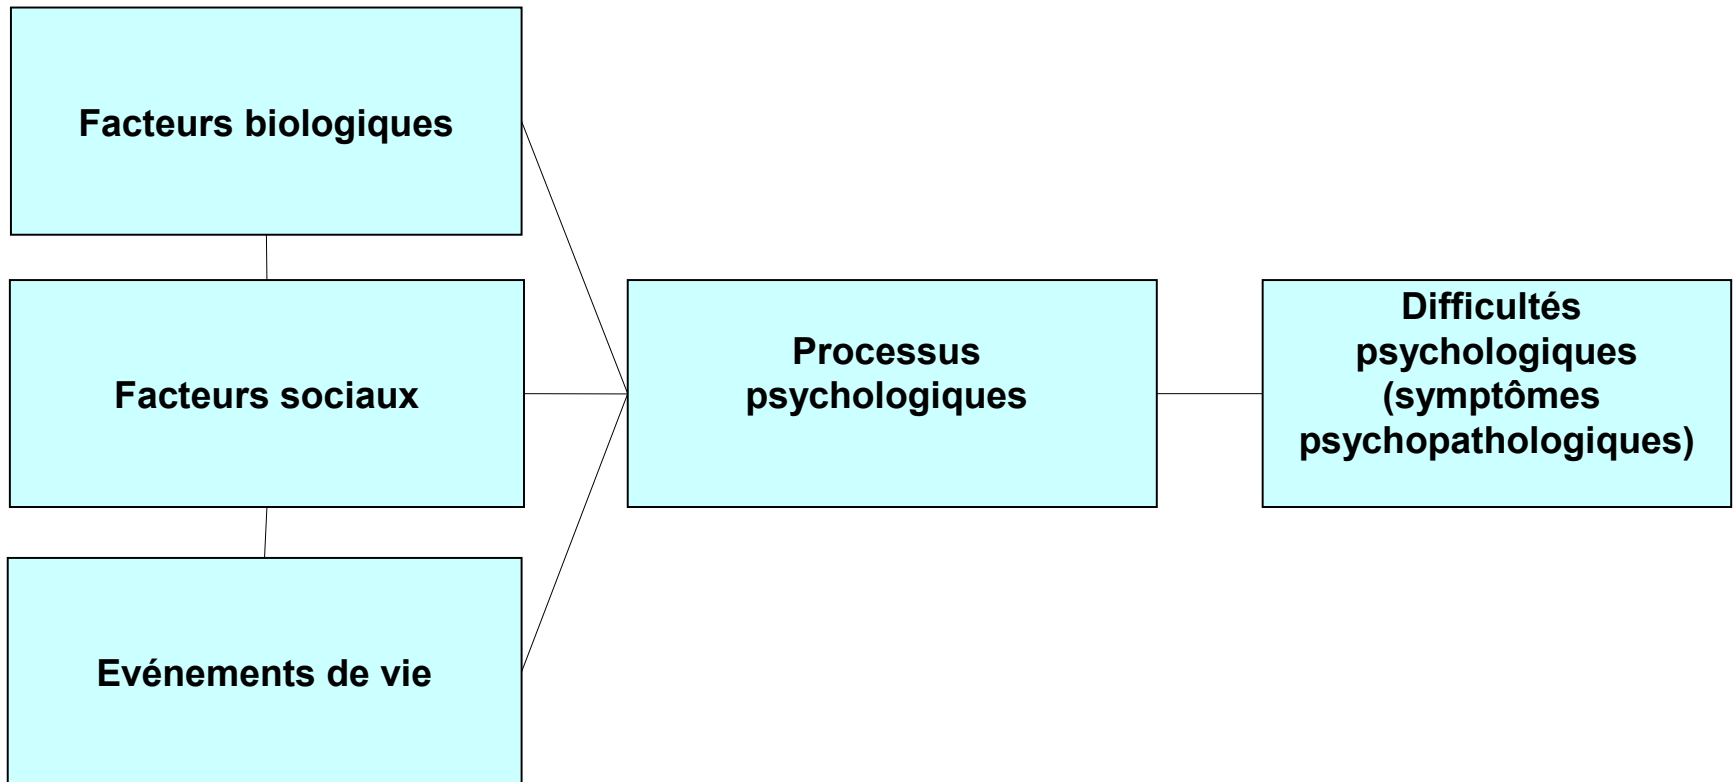 Facteurs biologiques
Facteurs sociaux
Evénements de vie
Processus
psychologiques
Difficultés
psychologiques
(symptômes
psychopathologiques)